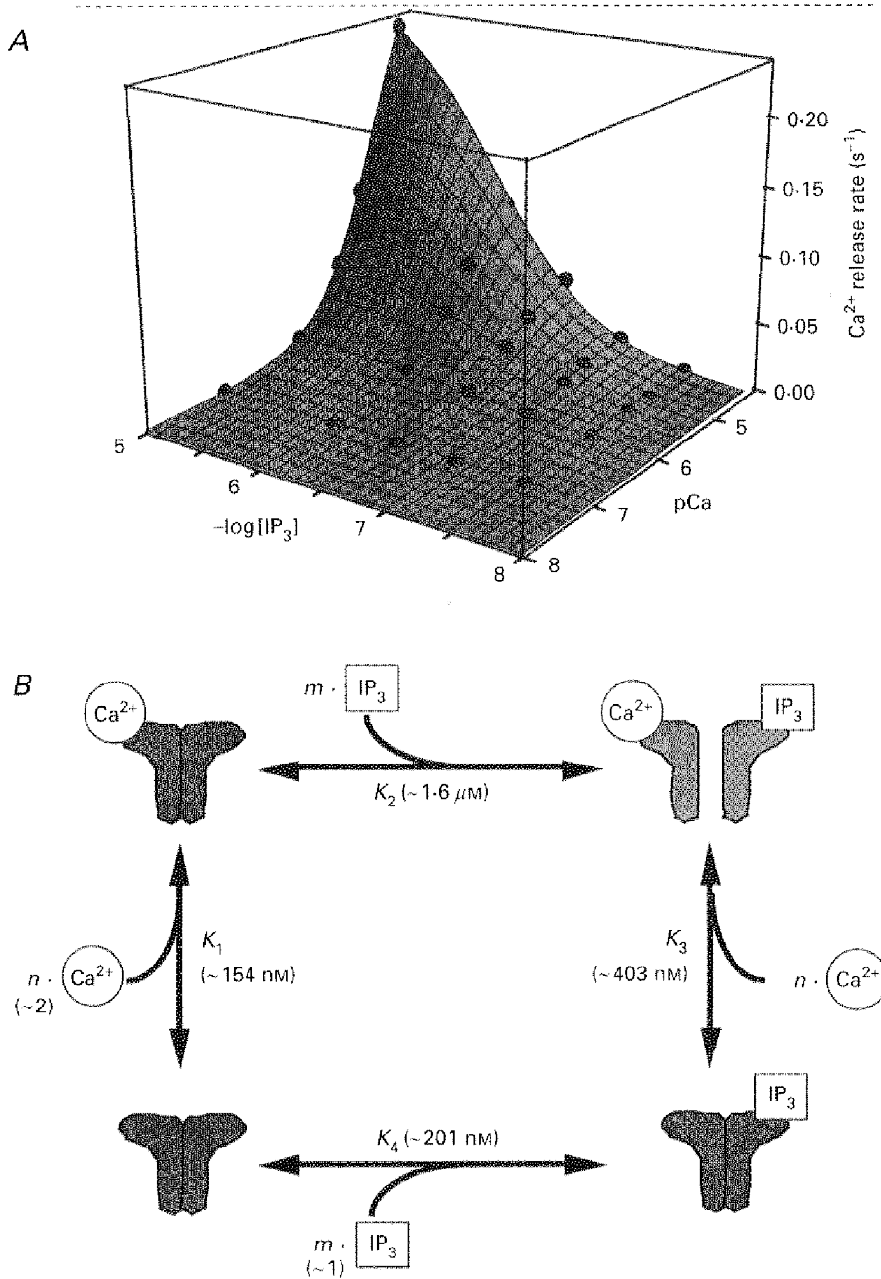 A
0·20
0·15
0·10
0·05
0·00
Ca²⁺ release rate (s⁻¹)
5
6
7
8
−log[IP₃]
8
7
6
5
pCa
B
Ca²⁺
m · IP₃
Ca²⁺
IP₃
K₂ (~1·6 μM)
n · Ca²⁺
(~2)
K₁
(~154 nM)
K₃
(~403 nM)
n · Ca²⁺
K₄ (~201 nM)
IP₃
m · IP₃
(~1)